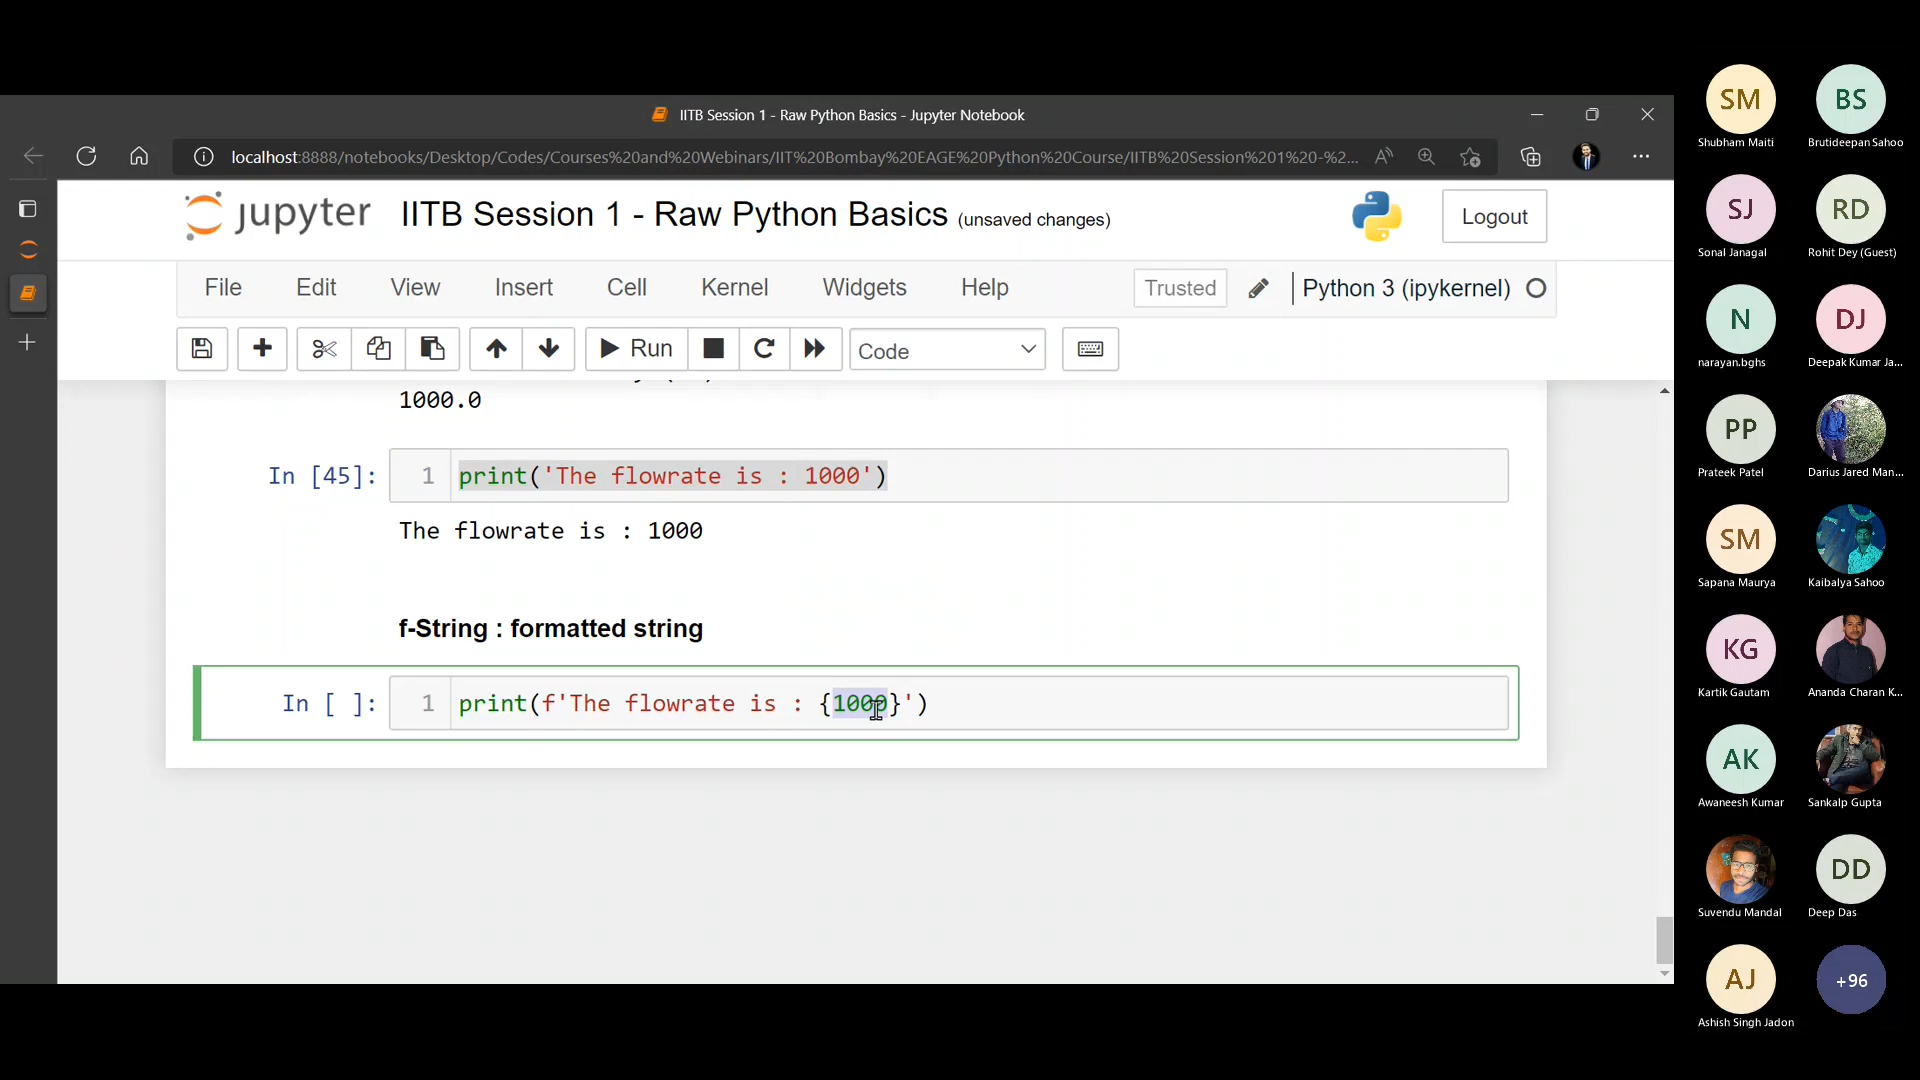 IITB Session 1 - Raw Python Basics - Jupyter Notebook
localhost:8888/notebooks/Desktop/Codes/Courses%20and%20Webinars/IIT%20Bombay%20EAGE%20Python%20Course/IITB%20Session%201%20-%2...
jupyter IITB Session 1 - Raw Python Basics (unsaved changes)
Logout
File Edit View Insert Cell Kernel Widgets Help
Trusted
Python 3 (ipykernel)
Run
Code
1000.0
In [45]: 1 print('The flowrate is : 1000')
The flowrate is : 1000
f-String : formatted string
In [ ]: 1 print(f'The flowrate is : {1000}')
SM BS
Shubham Maiti Brutideepan Sahoo
SJ RD
Sonal Janagal Rohit Dey (Guest)
N DJ
narayan.bghs Deepak Kumar Ja...
PP
Prateek Patel Darius Jared Man...
SM
Sapana Maurya Kaibalya Sahoo
KG
Kartik Gautam Ananda Charan K...
AK
Awaneesh Kumar Sankalp Gupta
DD
Suvendu Mandal Deep Das
AJ +96
Ashish Singh Jadon